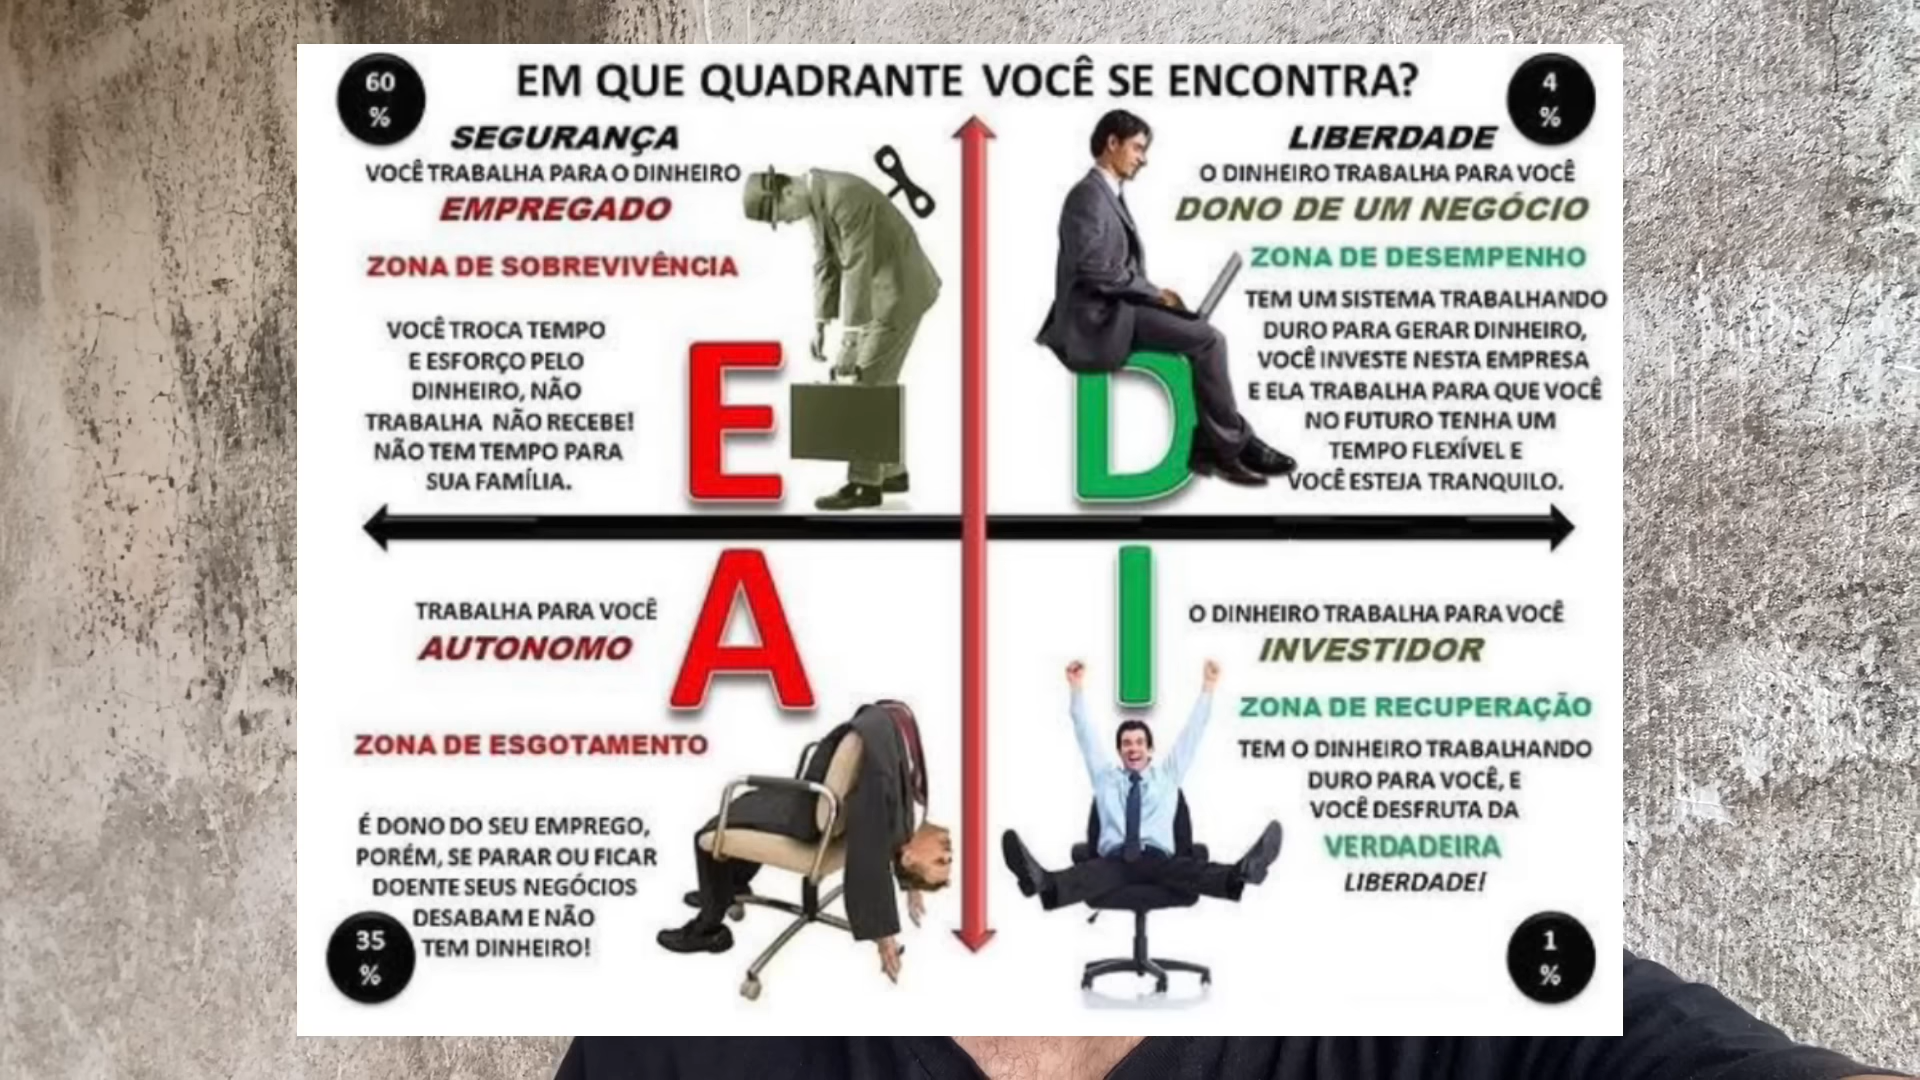 EM QUE QUADRANTE VOCÊ SE ENCONTRA?
60
%
SEGURANÇA
VOCÊ TRABALHA PARA O DINHEIRO
EMPREGADO
ZONA DE SOBREVIVÊNCIA
VOCÊ TROCA TEMPO
E ESFORÇO PELO
DINHEIRO, NÃO
TRABALHA NÃO RECEBE!
NÃO TEM TEMPO PARA
SUA FAMÍLIA.
E
4
%
LIBERDADE
O DINHEIRO TRABALHA PARA VOCÊ
DONO DE UM NEGÓCIO
ZONA DE DESEMPENHO
TEM UM SISTEMA TRABALHANDO
DURO PARA GERAR DINHEIRO,
VOCÊ INVESTE NESTA EMPRESA
E ELA TRABALHA PARA QUE VOCÊ
NO FUTURO TENHA UM
TEMPO FLEXÍVEL E
VOCÊ ESTEJA TRANQUILO.
D
A
TRABALHA PARA VOCÊ
AUTONOMO
ZONA DE ESGOTAMENTO
É DONO DO SEU EMPREGO,
PORÉM, SE PARAR OU FICAR
DOENTE SEUS NEGÓCIOS
DESABAM E NÃO
TEM DINHEIRO!
35
%
I
O DINHEIRO TRABALHA PARA VOCÊ
INVESTIDOR
ZONA DE RECUPERAÇÃO
TEM O DINHEIRO TRABALHANDO
DURO PARA VOCÊ, E
VOCÊ DESFRUTA DA
VERDADEIRA
LIBERDADE!
1
%